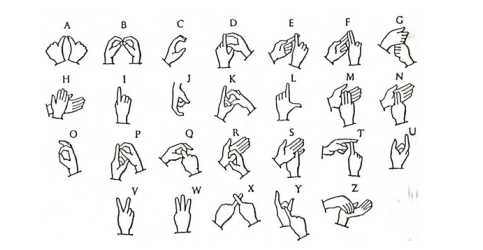 A B C D E F G
H I J K L M N
O P Q R S T U
V W X Y Z